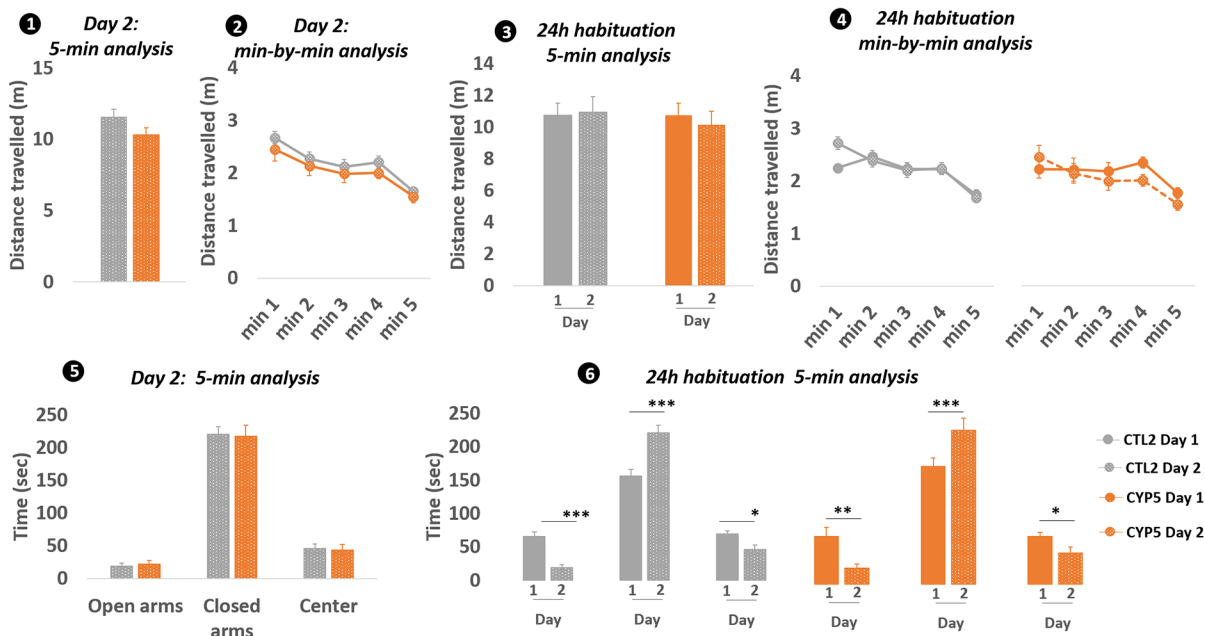 1
Day 2:
5-min analysis
Distance travelled (m)
15
10
5
0
2
Day 2:
min-by-min analysis
Distance travelled (m)
4
3
2
1
0
min 1
min 2
min 3
min 4
min 5
3
24h habituation
5-min analysis
Distance travelled (m)
14
12
10
8
6
4
2
0
1 2
Day
1 2
Day
4
24h habituation
min-by-min analysis
Distance travelled (m)
4
3
2
1
0
min 1
min 2
min 3
min 4
min 5
min 1
min 2
min 3
min 4
min 5
5
Day 2: 5-min analysis
Time (sec)
250
200
150
100
50
0
Open arms
Closed
arms
Center
6
24h habituation 5-min analysis
Time (sec)
250
200
150
100
50
0
***
***
*
**
***
*
1 2
Day
1 2
Day
1 2
Day
1 2
Day
1 2
Day
1 2
Day
CTL2 Day 1
CTL2 Day 2
CYP5 Day 1
CYP5 Day 2